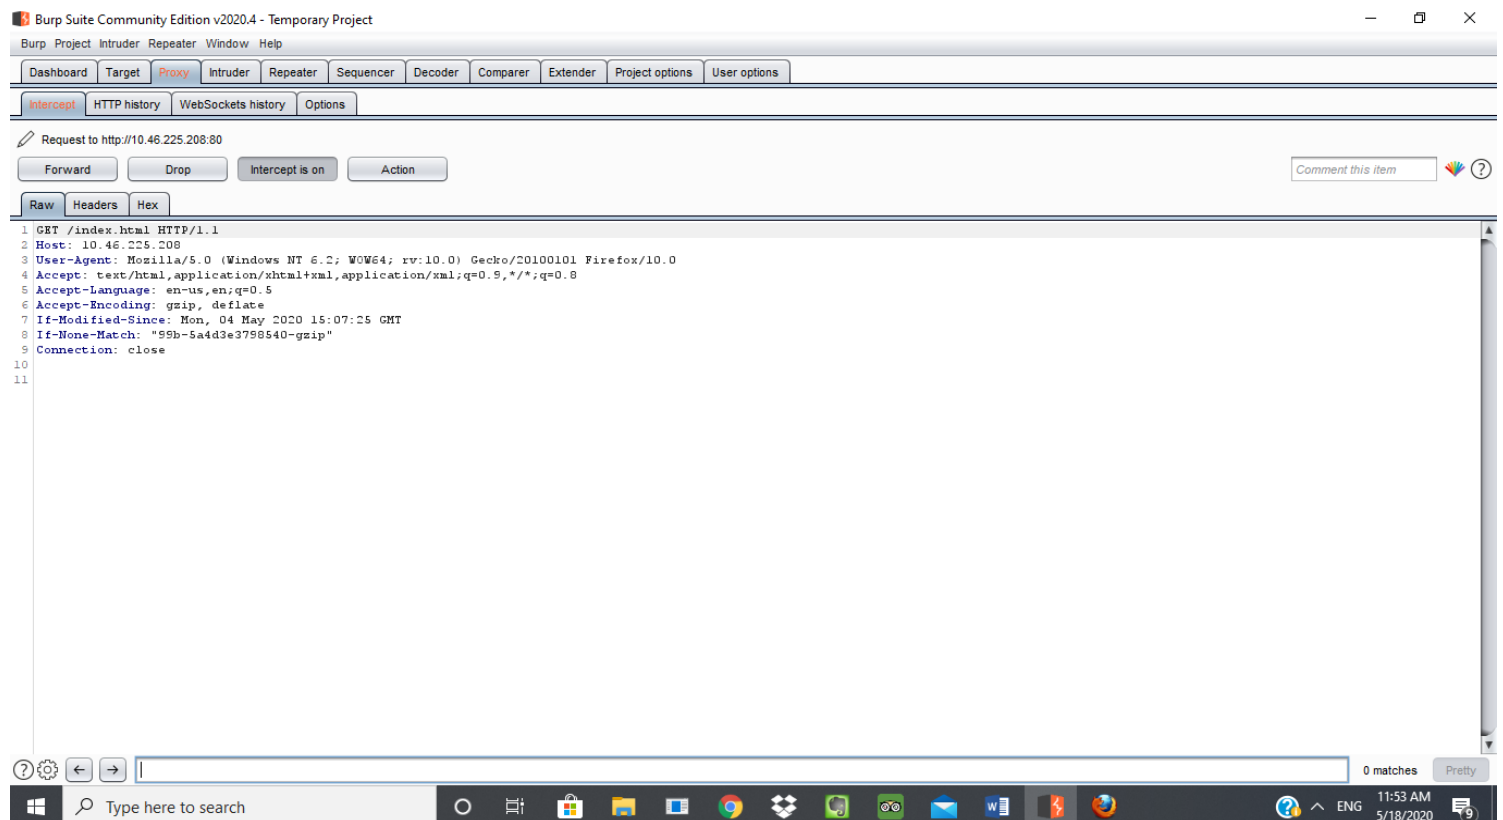 Burp Suite Community Edition v2020.4 - Temporary Project
Burp Project Intruder Repeater Window Help
Dashboard Target Proxy Intruder Repeater Sequencer Decoder Comparer Extender Project options User options
Intercept HTTP history WebSockets history Options
Request to http://10.46.225.208:80
Forward Drop Intercept is on Action Comment this item ?
Raw Headers Hex
1 GET /index.html HTTP/1.1
2 Host: 10.46.225.208
3 User-Agent: Mozilla/5.0 (Windows NT 6.2; WOW64; rv:10.0) Gecko/20100101 Firefox/10.0
4 Accept: text/html,application/xhtml+xml,application/xml;q=0.9,*/*;q=0.8
5 Accept-Language: en-us,en;q=0.5
6 Accept-Encoding: gzip, deflate
7 If-Modified-Since: Mon, 04 May 2020 15:07:25 GMT
8 If-None-Match: "99b-5a4d3e3798540-gzip"
9 Connection: close
10
11
? 0 matches Pretty
Type here to search ENG 11:53 AM
5/18/2020 9